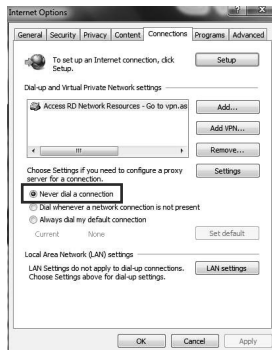 Internet Options
General Security Privacy Content Connections Programs Advanced
To set up an Internet connection, click
Setup.
Setup
Dial-up and Virtual Private Network settings
Access RD Network Resources - Go to vpn.as
Add...
Add VPN...
Remove...
Choose Settings if you need to configure a proxy
server for a connection.
Settings
Never dial a connection
Dial whenever a network connection is not present
Always dial my default connection
Current None
Set default
Local Area Network (LAN) settings
LAN Settings do not apply to dial-up connections.
Choose Settings above for dial-up settings.
LAN settings
OK Cancel Apply